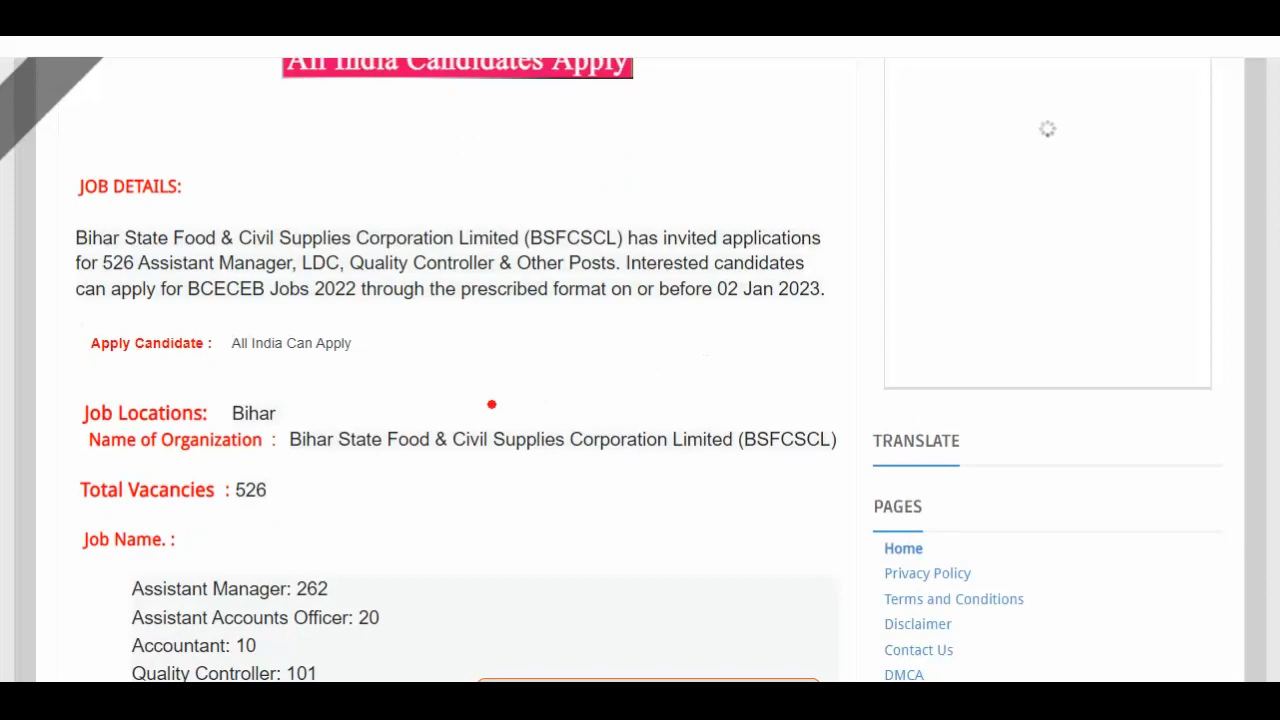 All India Candidates Apply
JOB DETAILS:
Bihar State Food & Civil Supplies Corporation Limited (BSFCSCL) has invited applications
for 526 Assistant Manager, LDC, Quality Controller & Other Posts. Interested candidates
can apply for BCECEB Jobs 2022 through the prescribed format on or before 02 Jan 2023.
Apply Candidate : All India Can Apply
Job Locations: Bihar
Name of Organization : Bihar State Food & Civil Supplies Corporation Limited (BSFCSCL)
Total Vacancies : 526
Job Name. :
Assistant Manager: 262
Assistant Accounts Officer: 20
Accountant: 10
Quality Controller: 101
TRANSLATE
PAGES
Home
Privacy Policy
Terms and Conditions
Disclaimer
Contact Us
DMCA